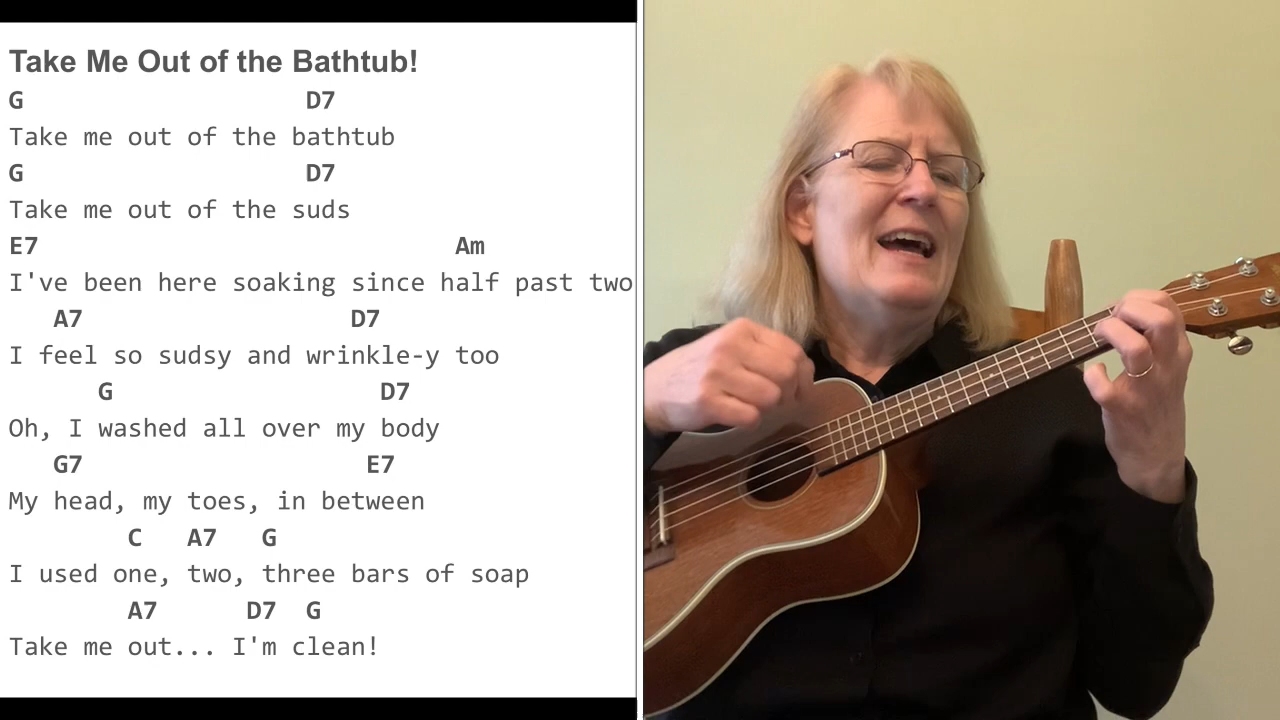 Take Me Out of the Bathtub!
G D7
Take me out of the bathtub
G D7
Take me out of the suds
E7 Am
I've been here soaking since half past two
A7 D7
I feel so sudsy and wrinkle-y too
G D7
Oh, I washed all over my body
G7 E7
My head, my toes, in between
C A7 G
I used one, two, three bars of soap
A7 D7 G
Take me out... I'm clean!